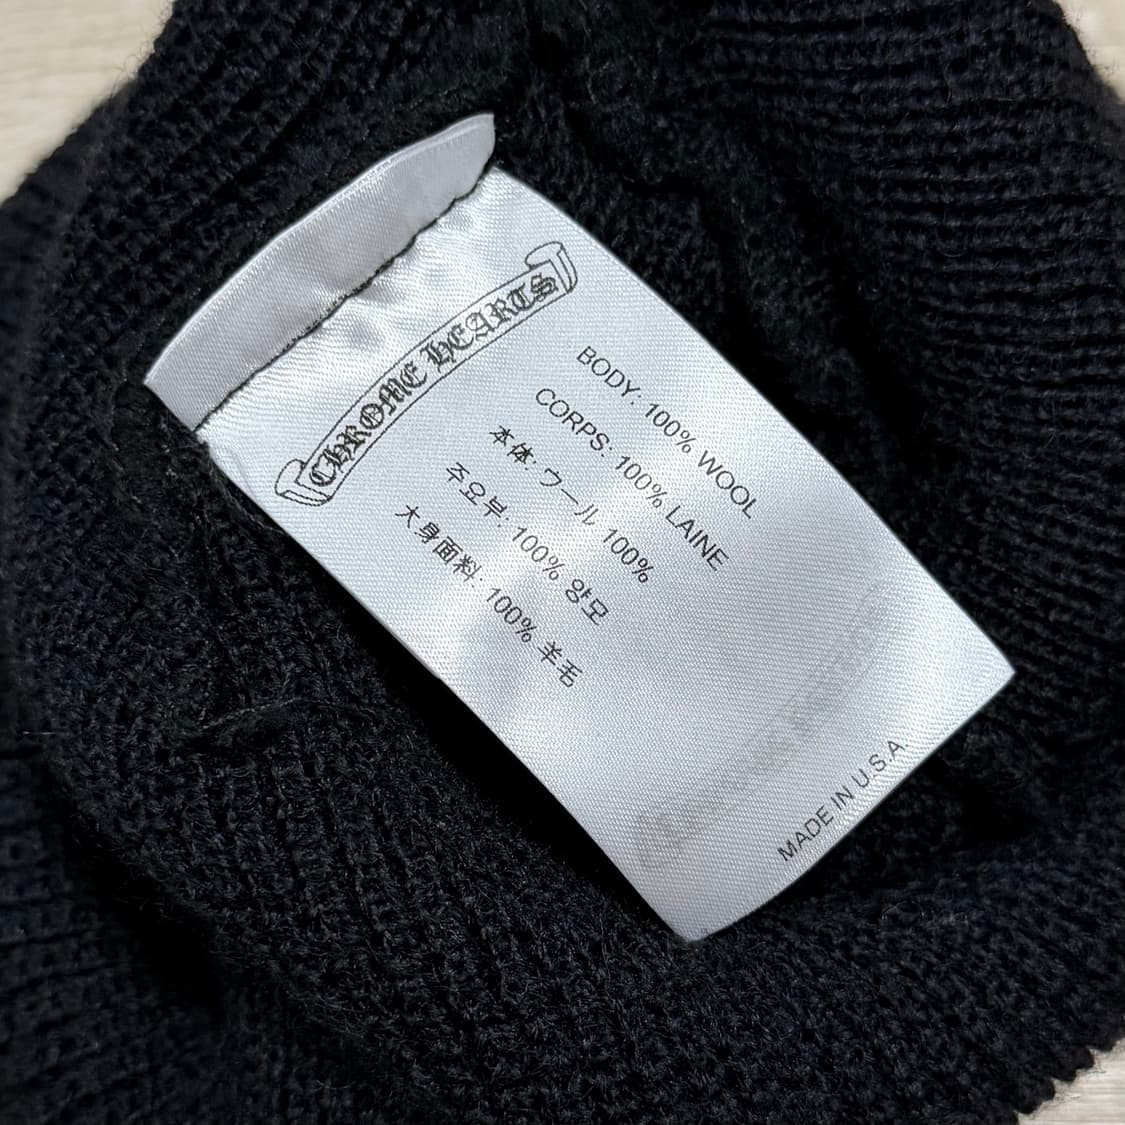 CHROME HEARTS
BODY: 100% WOOL
CORPS: 100% LAINE
本体: ウール 100%
주요부: 100% 양모
大身面料: 100% 羊毛
MADE IN U.S.A.